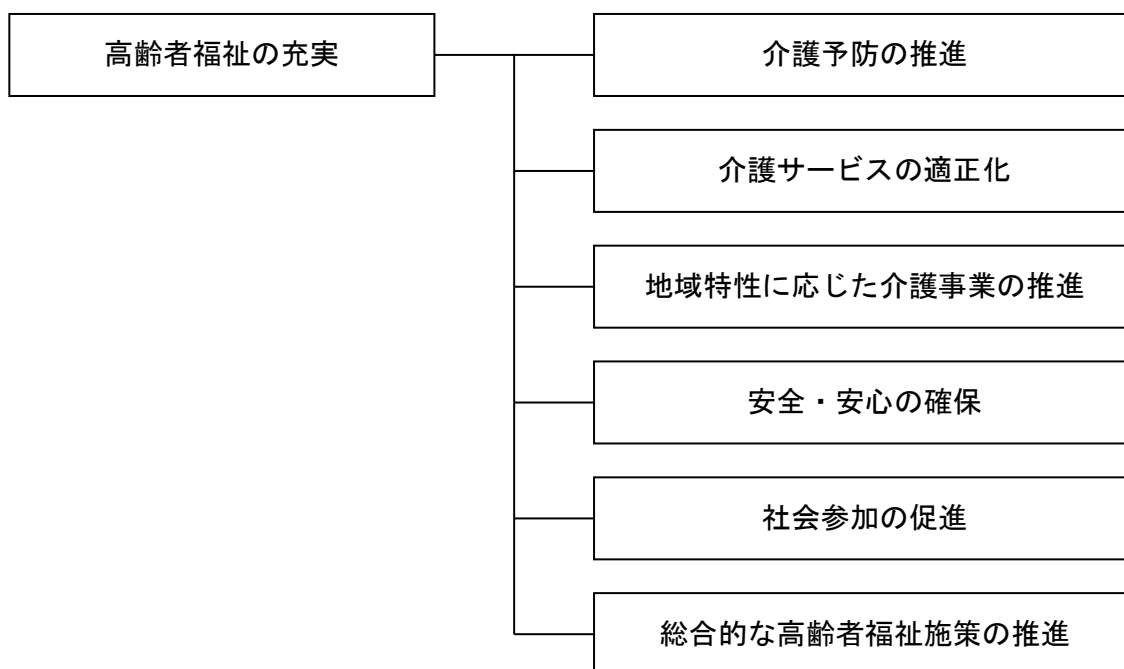 高齢者福祉の充実
介護予防の推進
介護サービスの適正化
地域特性に応じた介護事業の推進
安全・安心の確保
社会参加の促進
総合的な高齢者福祉施策の推進